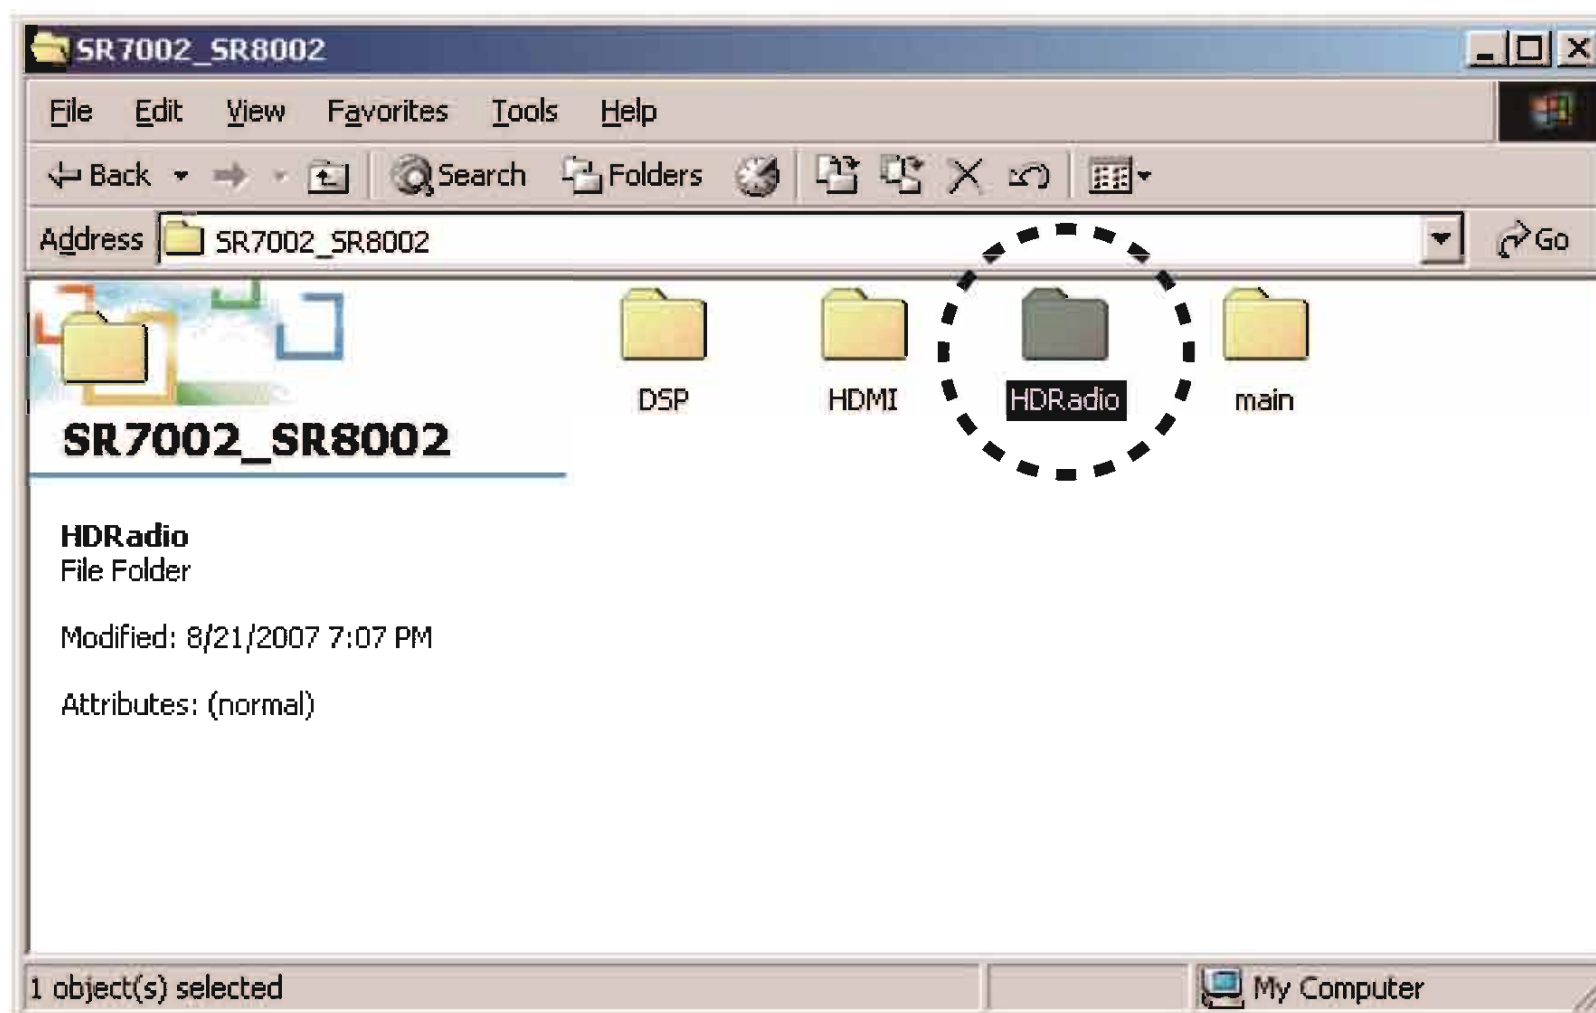 SR7002_SR8002
File Edit View Favorites Tools Help
Back Search Folders
Address SR7002_SR8002 Go
DSP HDMI HDRadio main
SR7002_SR8002
HDRadio
File Folder
Modified: 8/21/2007 7:07 PM
Attributes: (normal)
1 object(s) selected My Computer